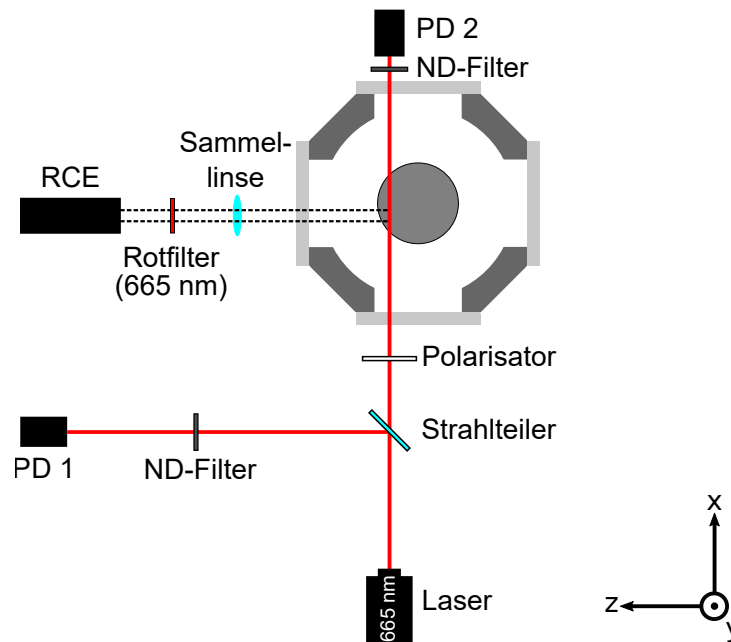 PD 2
ND-Filter
Sammel-
linse
RCE
Rotfilter
(665 nm)
Polarisator
Strahlteiler
PD 1
ND-Filter
Laser
665 nm
x
z
y